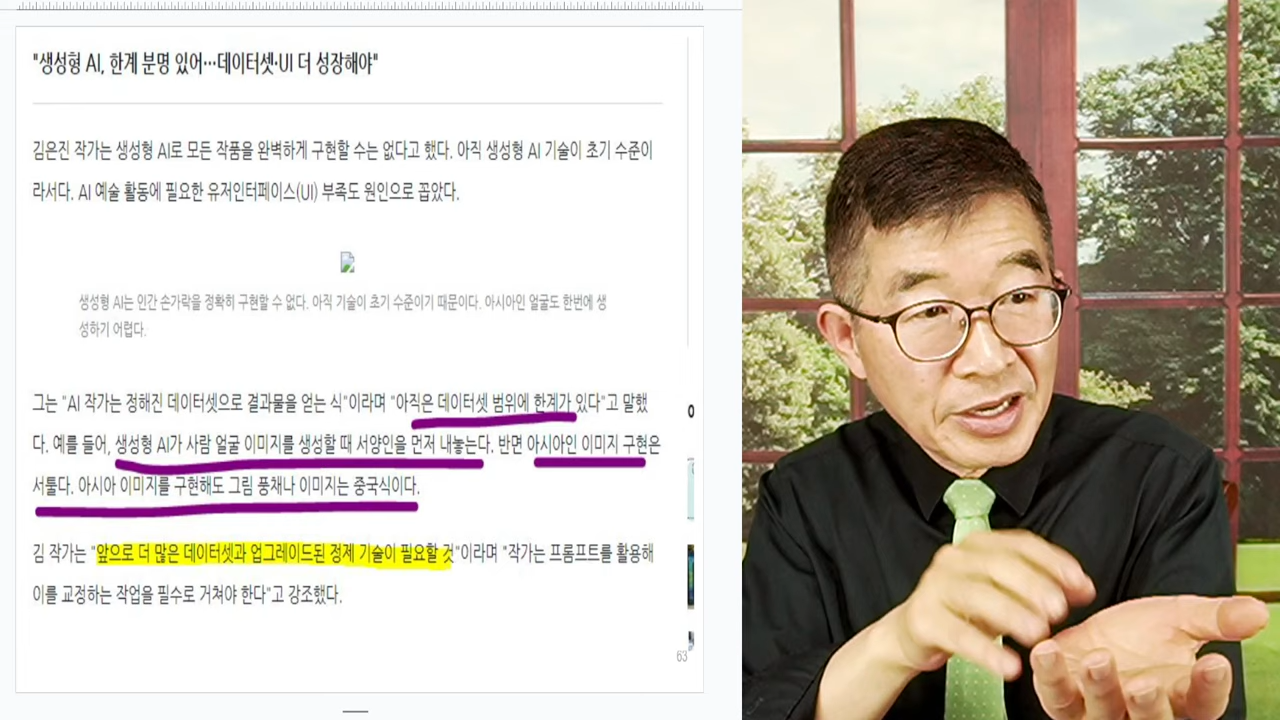 "생성형 AI, 한계 분명 있어…데이터셋·UI 더 성장해야"
김은진 작가는 생성형 AI로 모든 작품을 완벽하게 구현할 수는 없다고 했다. 아직 생성형 AI 기술이 초기 수준이
라서다. AI 예술 활동에 필요한 유저인터페이스(UI) 부족도 원인으로 꼽았다.
생성형 AI는 인간 손가락을 정확히 구현할 수 없다. 아직 기술이 초기 수준이기 때문이다. 아시아인 얼굴도 한번에 생
성하기 어렵다.
그는 "AI 작가는 정해진 데이터셋으로 결과물을 얻는 식"이라며 "아직은 데이터셋 범위에 한계가 있다"고 말했
다. 예를 들어, 생성형 AI가 사람 얼굴 이미지를 생성할 때 서양인을 먼저 내놓는다. 반면 아시아인 이미지 구현은
서툴다. 아시아 이미지를 구현해도 그림 풍채나 이미지는 중국식이다.
김 작가는 "앞으로 더 많은 데이터셋과 업그레이드된 정제 기술이 필요할 것"이라며 "작가는 프롬프트를 활용해
이를 교정하는 작업을 필수로 거쳐야 한다"고 강조했다.
63